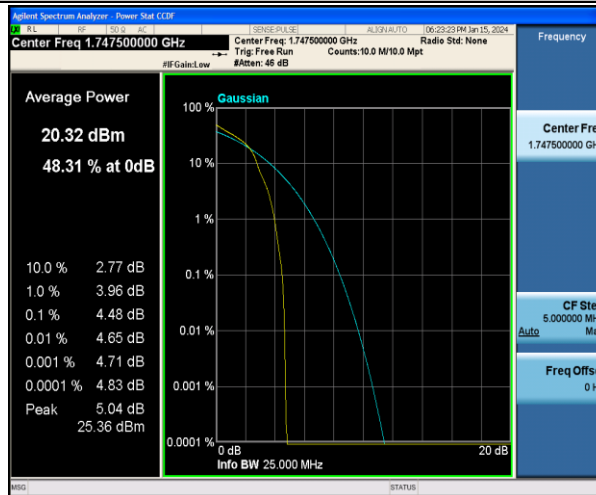 Agilent Spectrum Analyzer - Power Stat CCDF
RL RF 50 Ω AC SENSE:PULSE ALIGN AUTO 06:23:23 PM Jan 15, 2024
Center Freq 1.747500000 GHz
Center Freq: 1.747500000 GHz Radio Std: None
Trig: Free Run Counts:10.0 M/10.0 Mpt
#IFGain:Low #Atten: 46 dB
Frequency
Average Power
20.32 dBm
48.31 % at 0dB
10.0 % 2.77 dB
1.0 % 3.96 dB
0.1 % 4.48 dB
0.01 % 4.65 dB
0.001 % 4.71 dB
0.0001 % 4.83 dB
Peak 5.04 dB
25.36 dBm
Gaussian
100 %
10 %
1 %
0.1 %
0.01 %
0.001 %
0.0001 %
0 dB 20 dB
Info BW 25.000 MHz
Center Fre
1.747500000 GH
CF Ste
5.000000 MH
Auto Ma
Freq Offs
0 H
MSG STATUS